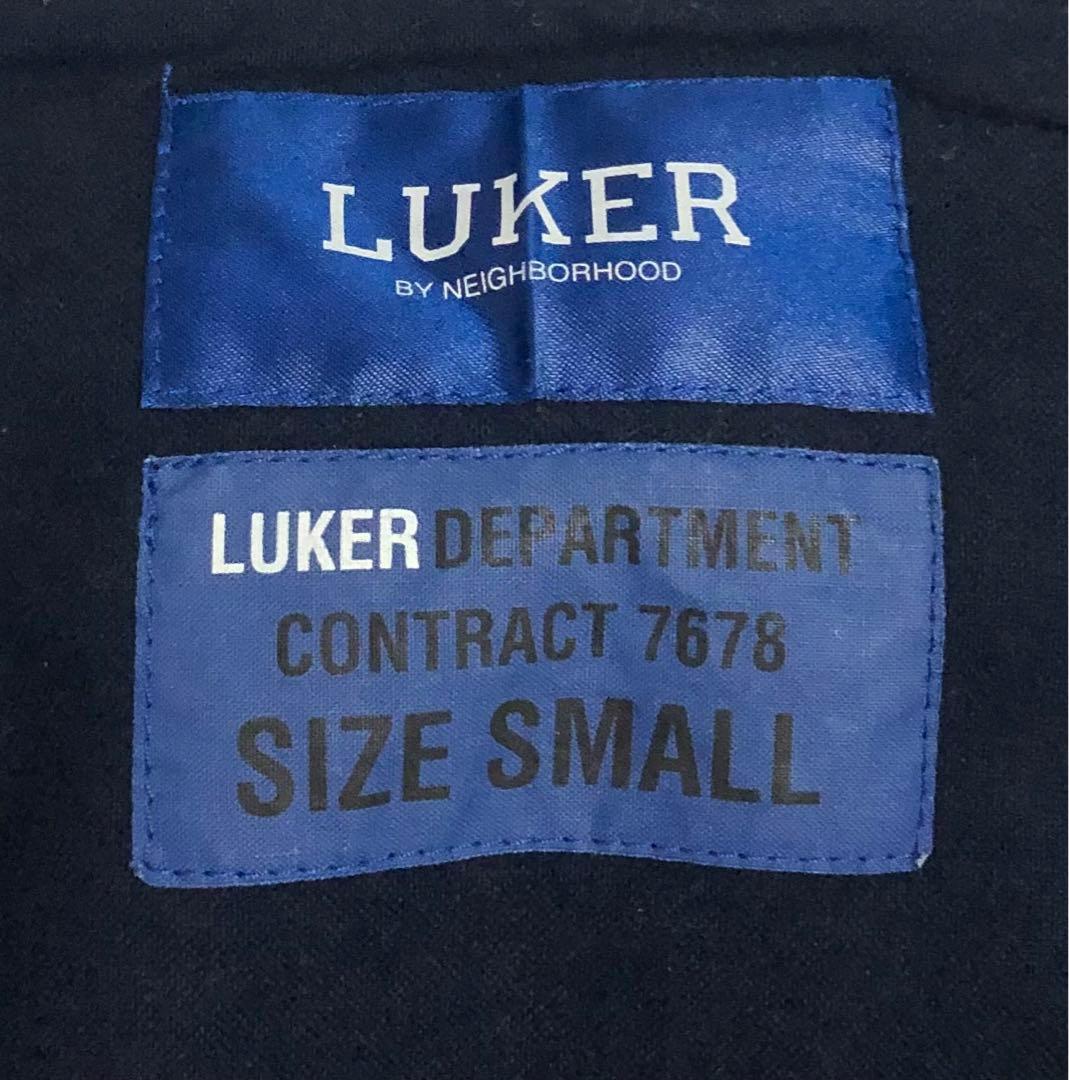 LUKER
BY NEIGHBORHOOD
LUKER DEPARTMENT
CONTRACT 7678
SIZE SMALL